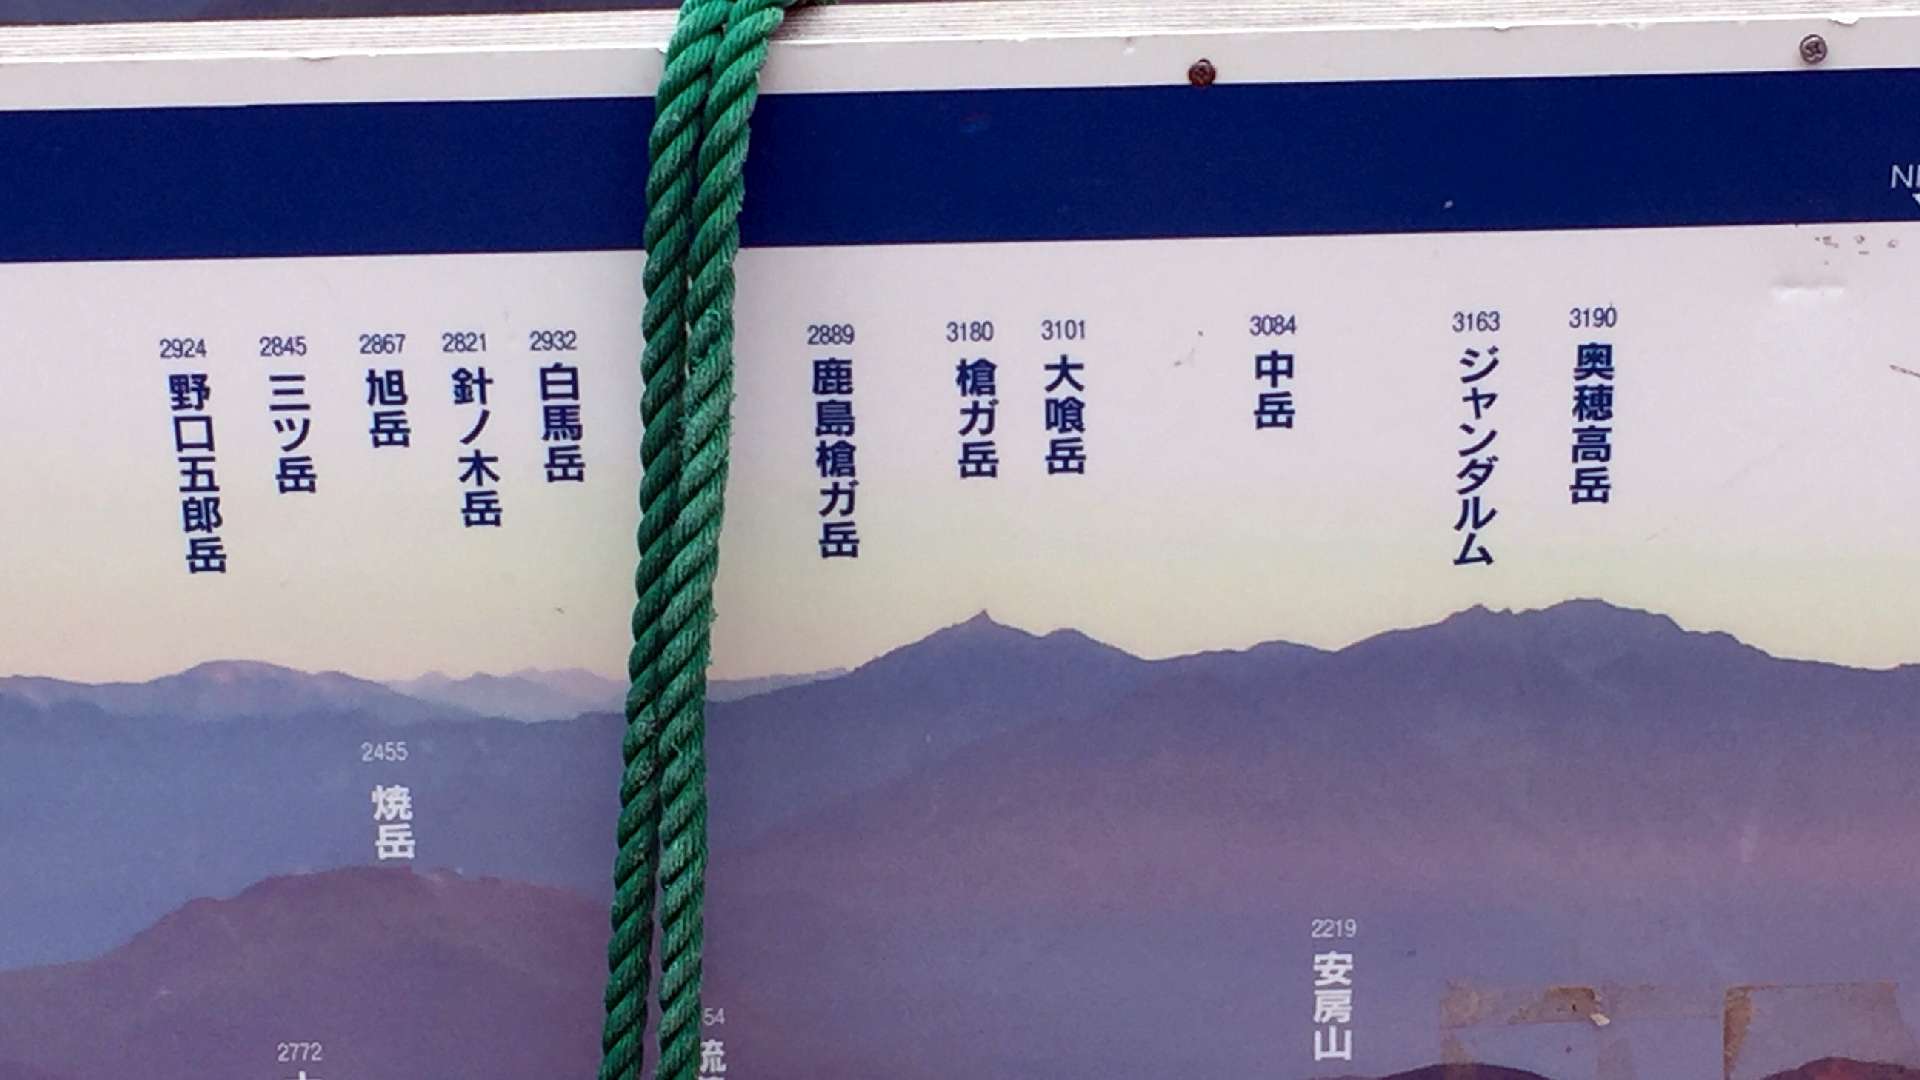 2924
野口五郎岳
2845
三ツ岳
2867
旭岳
2821
針ノ木岳
2932
白馬岳
2889
鹿島槍ガ岳
3180
槍ガ岳
3101
大喰岳
3084
中岳
3163
ジャンダルム
3190
奥穂高岳
2455
焼岳
2219
安房山
2772
54
流